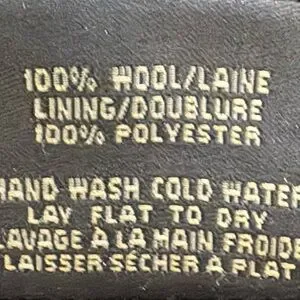 100% WOOL/LAINE
LINING/DOUBLURE
100% POLYESTER
HAND WASH COLD WATER
LAY FLAT TO DRY
LAVAGE À LA MAIN FROIDE
LAISSER SÉCHER À PLAT